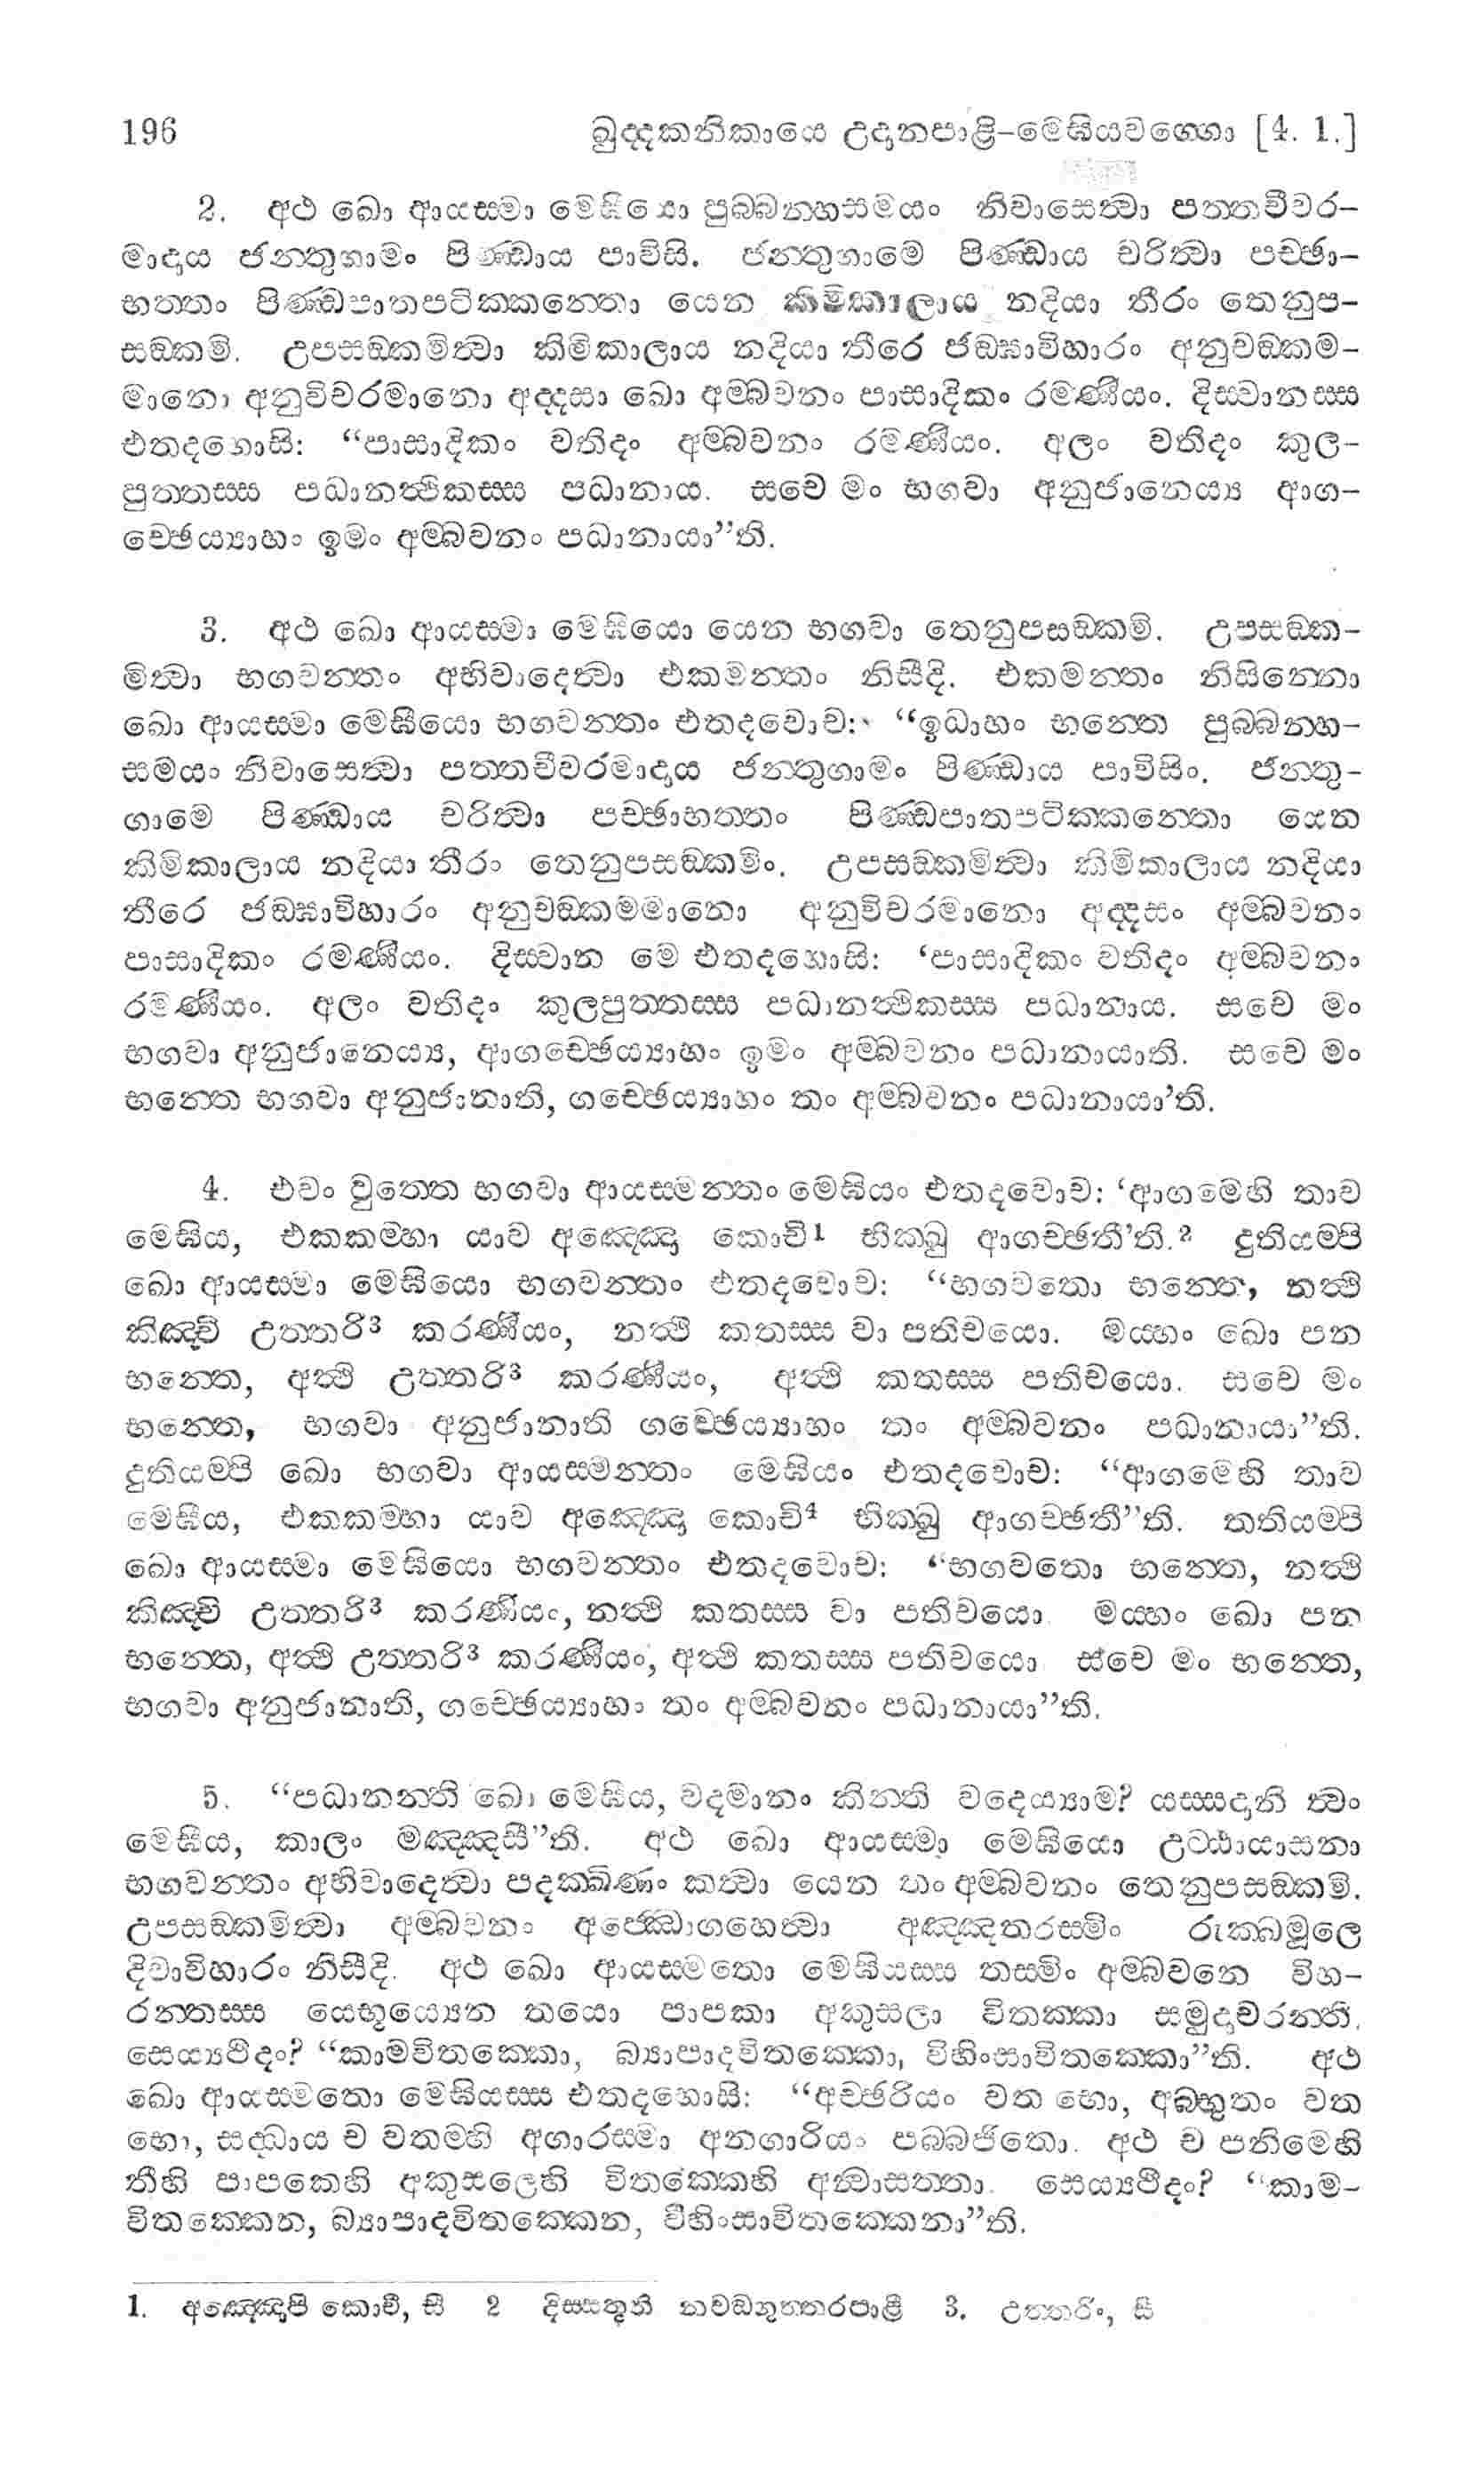 196 ඛුද්දකනිකායෙ උදානපාළි-මෙඝියවග්ගො [4. 1.]
2. අථ ඛො ආයස්මා මෙඝියො පුබ්බන්හසමයං නිවාසෙත්වා පත්තචීවර-
මාදාය ජන්තුගාමං පිණ්ඩාය පාවිසි. ජන්තුගාමෙ පිණ්ඩාය චරිත්වා පච්ඡා-
භත්තං පිණ්ඩපාතපටික්කන්තො යෙන කිමිකාලාය නදියා තීරං තෙනුප-
සඞ්කමි. උපසඞ්කමිත්වා කිමිකාලාය නදියා තීරෙ ජඞ්ඝාවිහාරං අනුචඞ්කම-
මානො අනුවිචරමානො අද්දසා ඛො අම්බවනං පාසාදිකං රමණීයං. දිස්වානස්ස
එතදහොසි: “පාසාදිකං වතිදං අම්බවනං රමණීයං. අලං වතිදං කුල-
පුත්තස්ස පධානත්ථිකස්ස පධානාය. සචෙ මං භගවා අනුජානෙය්‍ය ආග-
ච්ඡෙය්‍යාහං ඉමං අම්බවනං පධානායා”ති.
3. අථ ඛො ආයස්මා මෙඝියො යෙන භගවා තෙනුපසඞ්කමි. උපසඞ්ක-
මිත්වා භගවන්තං අභිවාදෙත්වා එකමන්තං නිසීදි. එකමන්තං නිසින්නො
ඛො ආයස්මා මෙඝියො භගවන්තං එතදවොච: “ඉධාහං භන්තෙ පුබ්බන්හ-
සමයං නිවාසෙත්වා පත්තචීවරමාදාය ජන්තුගාමං පිණ්ඩාය පාවිසිං. ජන්තු-
ගාමෙ පිණ්ඩාය චරිත්වා පච්ඡාභත්තං පිණ්ඩපාතපටික්කන්තො යෙන
කිමිකාලාය නදියා තීරං තෙනුපසඞ්කමිං. උපසඞ්කමිත්වා කිමිකාලාය නදියා
තීරෙ ජඞ්ඝාවිහාරං අනුචඞ්කමමානො අනුවිචරමානො අද්දසං අම්බවනං
පාසාදිකං රමණීයං. දිස්වාන මෙ එතදහොසි: ‘පාසාදිකං වතිදං අම්බවනං
රමණීයං. අලං වතිදං කුලපුත්තස්ස පධානත්ථිකස්ස පධානාය. සචෙ මං
භගවා අනුජානෙය්‍ය, ආගච්ඡෙය්‍යාහං ඉමං අම්බවනං පධානායාති. සචෙ මං
භන්තෙ භගවා අනුජානාති, ගච්ඡෙය්‍යාහං තං අම්බවනං පධානායා’ති.
4. එවං වුත්තෙ භගවා ආයස්මන්තං මෙඝියං එතදවොච: ‘ආගමෙහි තාව
මෙඝිය, එකකම්හා යාව අඤ්ඤො කොචි¹ භික්ඛු ආගච්ඡතී’ති.² දුතියම්පි
ඛො ආයස්මා මෙඝියො භගවන්තං එතදවොච: “භගවතො භන්තෙ, නත්ථි
කිඤ්චි උත්තරි³ කරණීයං, නත්ථි කතස්ස වා පතිචයො. මය්හං ඛො පන
භන්තෙ, අත්ථි උත්තරි³ කරණීයං, අත්ථි කතස්ස පතිචයො. සචෙ මං
භන්තෙ, භගවා අනුජානාති ගච්ඡෙය්‍යාහං තං අම්බවනං පධානායා”ති.
දුතියම්පි ඛො භගවා ආයස්මන්තං මෙඝියං එතදවොච: “ආගමෙහි තාව
මෙඝිය, එකකම්හා යාව අඤ්ඤො කොචි⁴ භික්ඛු ආගච්ඡතී”ති. තතියම්පි
ඛො ආයස්මා මෙඝියො භගවන්තං එතදවොච: “භගවතො භන්තෙ, නත්ථි
කිඤ්චි උත්තරි³ කරණීයං, නත්ථි කතස්ස වා පතිචයො මය්හං ඛො පන
භන්තෙ, අත්ථි උත්තරි³ කරණීයං, අත්ථි කතස්ස පතිචයො සචෙ මං භන්තෙ,
භගවා අනුජානාති, ගච්ඡෙය්‍යාහං තං අම්බවනං පධානායා”ති.
5. “පධානන්ති ඛො මෙඝිය, වදමානං කින්ති වදෙය්‍යාම? යස්සදානි ත්වං
මෙඝිය, කාලං මඤ්ඤසී”ති. අථ ඛො ආයස්මා මෙඝියො උට්ඨායාසනා
භගවන්තං අභිවාදෙත්වා පදක්ඛිණං කත්වා යෙන තං අම්බවනං තෙනුපසඞ්කමි.
උපසඞ්කමිත්වා අම්බවනං අජ්ඣොගහෙත්වා අඤ්ඤතරස්මිං රුක්ඛමූලෙ
දිවාවිහාරං නිසීදි. අථ ඛො ආයස්මතො මෙඝියස්ස තස්මිං අම්බවනෙ විහ-
රන්තස්ස යෙභුය්‍යෙන තයො පාපකා අකුසලා විතක්කා සමුදාචරන්ති.
සෙය්‍යථිදං? “කාමවිතක්කො, බ්‍යාපාදවිතක්කො, විහිංසාවිතක්කො”ති. අථ
ඛො ආයස්මතො මෙඝියස්ස එතදහොසි: “අච්ඡරියං වත භො, අබ්භුතං වත
භො, සද්ධාය ච වතම්හි අගාරස්මා අනගාරියං පබ්බජිතො. අථ ච පනිමෙහි
තීහි පාපකෙහි අකුසලෙහි විතක්කෙහි අන්වාසත්තා. සෙය්‍යථිදං? “කාම-
විතක්කෙන, බ්‍යාපාදවිතක්කෙන, විහිංසාවිතක්කෙනා”ති.
1. අඤ්ඤොපි කොචි, සී 2 දිස්සතූති නවඞ්ගුත්තරපාළි 3. උත්තරිං, සී